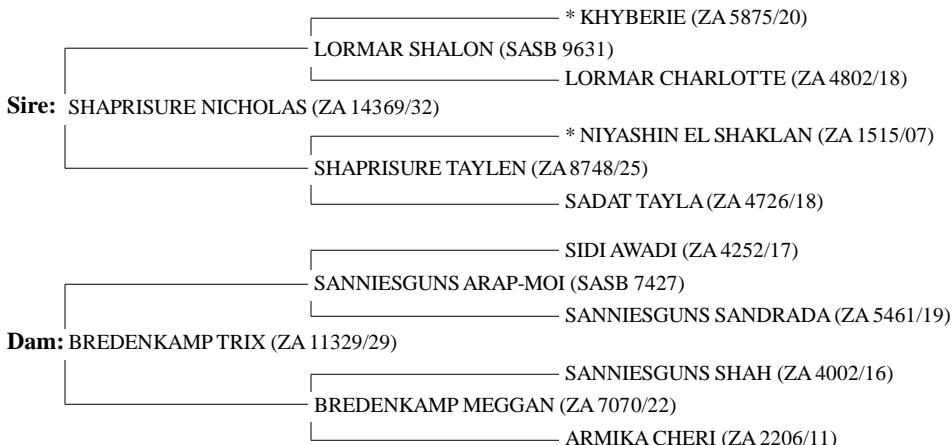 * KHYBERIE (ZA 5875/20)
LORMAR SHALON (SASB 9631)
LORMAR CHARLOTTE (ZA 4802/18)
Sire: SHAPRISURE NICHOLAS (ZA 14369/32)
* NIYASHIN EL SHAKLAN (ZA 1515/07)
SHAPRISURE TAYLEN (ZA 8748/25)
SADAT TAYLA (ZA 4726/18)
SIDI AWADI (ZA 4252/17)
SANNIESGUNS ARAP-MOI (SASB 7427)
SANNIESGUNS SANDRADA (ZA 5461/19)
Dam: BREDENKAMP TRIX (ZA 11329/29)
SANNIESGUNS SHAH (ZA 4002/16)
BREDENKAMP MEGGAN (ZA 7070/22)
ARMIKA CHERI (ZA 2206/11)